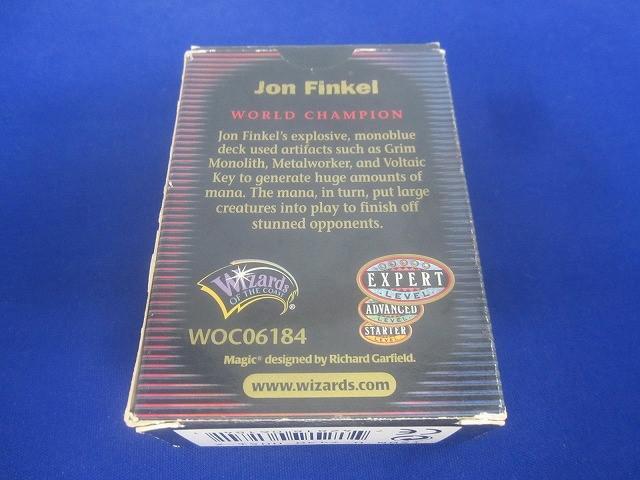 Jon Finkel
WORLD CHAMPION
Jon Finkel's explosive, monoblue
deck used artifacts such as Grim
Monolith, Metalworker, and Voltaic
Key to generate huge amounts of
mana. The mana, in turn, put large
creatures into play to finish off
stunned opponents.
Wizards
OF THE COAST
®
EXPERT
LEVEL
ADVANCED
LEVEL
STARTER
LEVEL
WOC06184
Magic® designed by Richard Garfield.
www.wizards.com